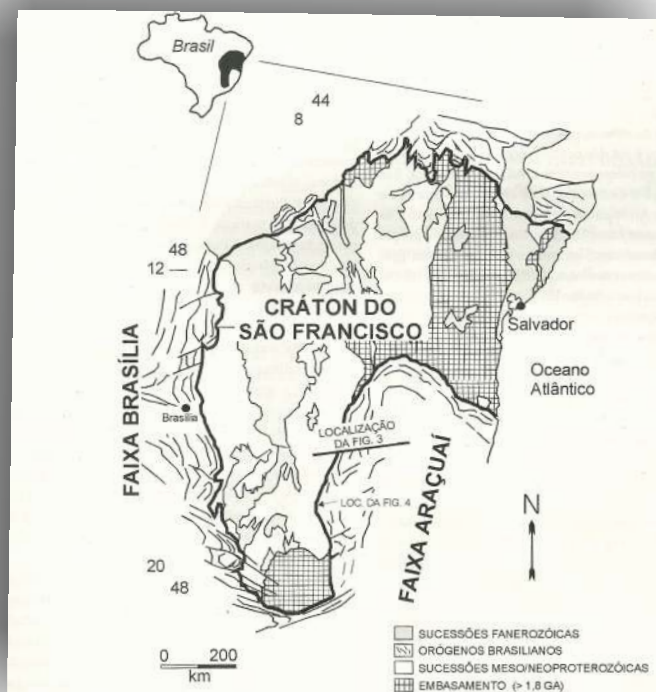 Brasil
44
8
48
12
CRÁTON DO
SÃO FRANCISCO
Salvador
Oceano
Atlântico
FAIXA BRASÍLIA
Brasília
LOCALIZAÇÃO
DA FIG. 3
LOC. DA FIG. 4
FAIXA ARAÇUAÍ
N
20
48
0 200
km
SUCESSÕES FANEROZÓICAS
ORÓGENOS BRASILIANOS
SUCESSÕES MESO/NEOPROTEROZÓICAS
EMBASAMENTO (> 1,8 GA)